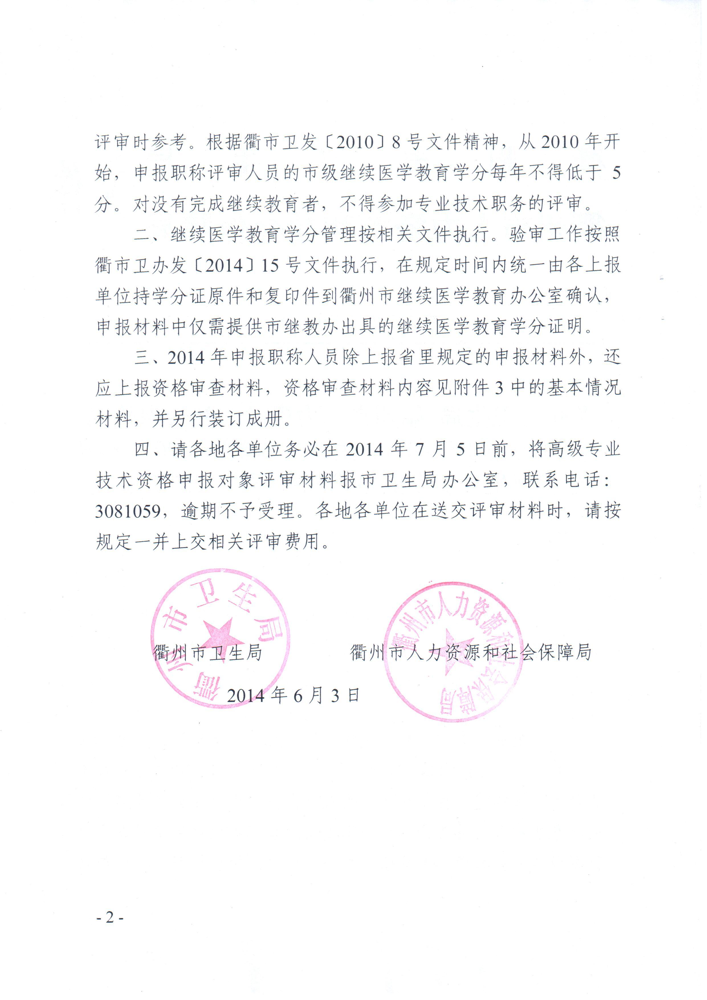 评审时参考。根据衢市卫发〔2010〕8号文件精神，从2010年开
始，申报职称评审人员的市级继续医学教育学分每年不得低于 5
分。对没有完成继续教育者，不得参加专业技术职务的评审。
二、继续医学教育学分管理按相关文件执行。验审工作按照
衢市卫办发〔2014〕15号文件执行，在规定时间内统一由各上报
单位持学分证原件和复印件到衢州市继续医学教育办公室确认，
申报材料中仅需提供市继教办出具的继续医学教育学分证明。
三、2014年申报职称人员除上报省里规定的申报材料外，还
应上报资格审查材料，资格审查材料内容见附件3中的基本情况
材料，并另行装订成册。
四、请各地各单位务必在 2014 年 7 月 5 日前，将高级专业
技术资格申报对象评审材料报市卫生局办公室，联系电话：
3081059，逾期不予受理。各地各单位在送交评审材料时，请按
规定一并上交相关评审费用。
衢州市卫生局
衢州市人力资源和社会保障局
衢州市卫生局 衢州市人力资源和社会保障局
2014年6月3日
- 2 -